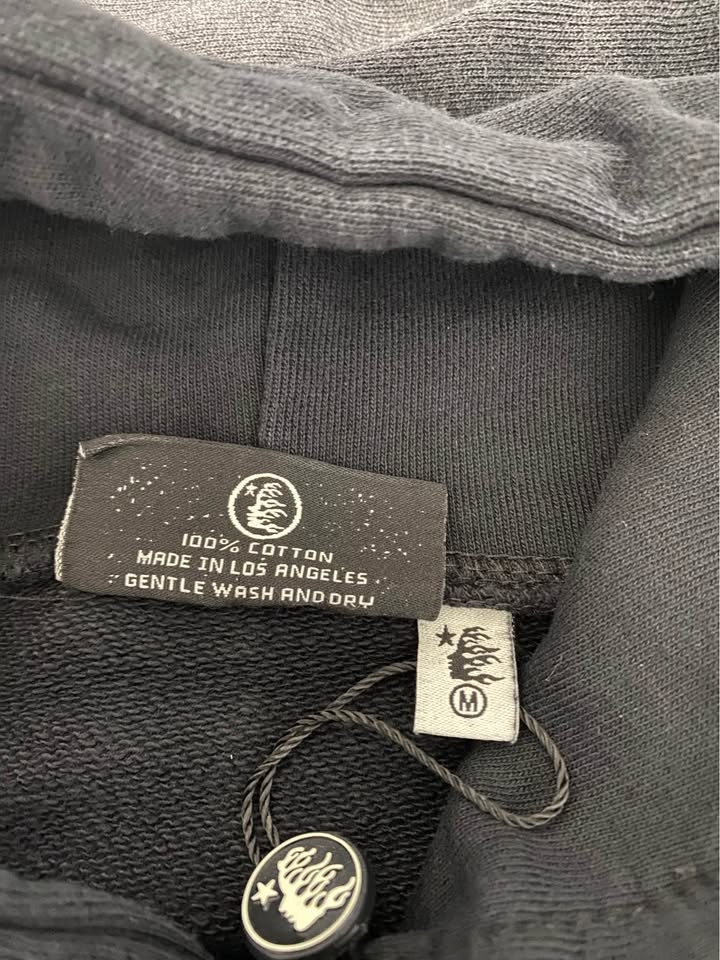 100% COTTON
MADE IN LOS ANGELES
GENTLE WASH AND DRY
M